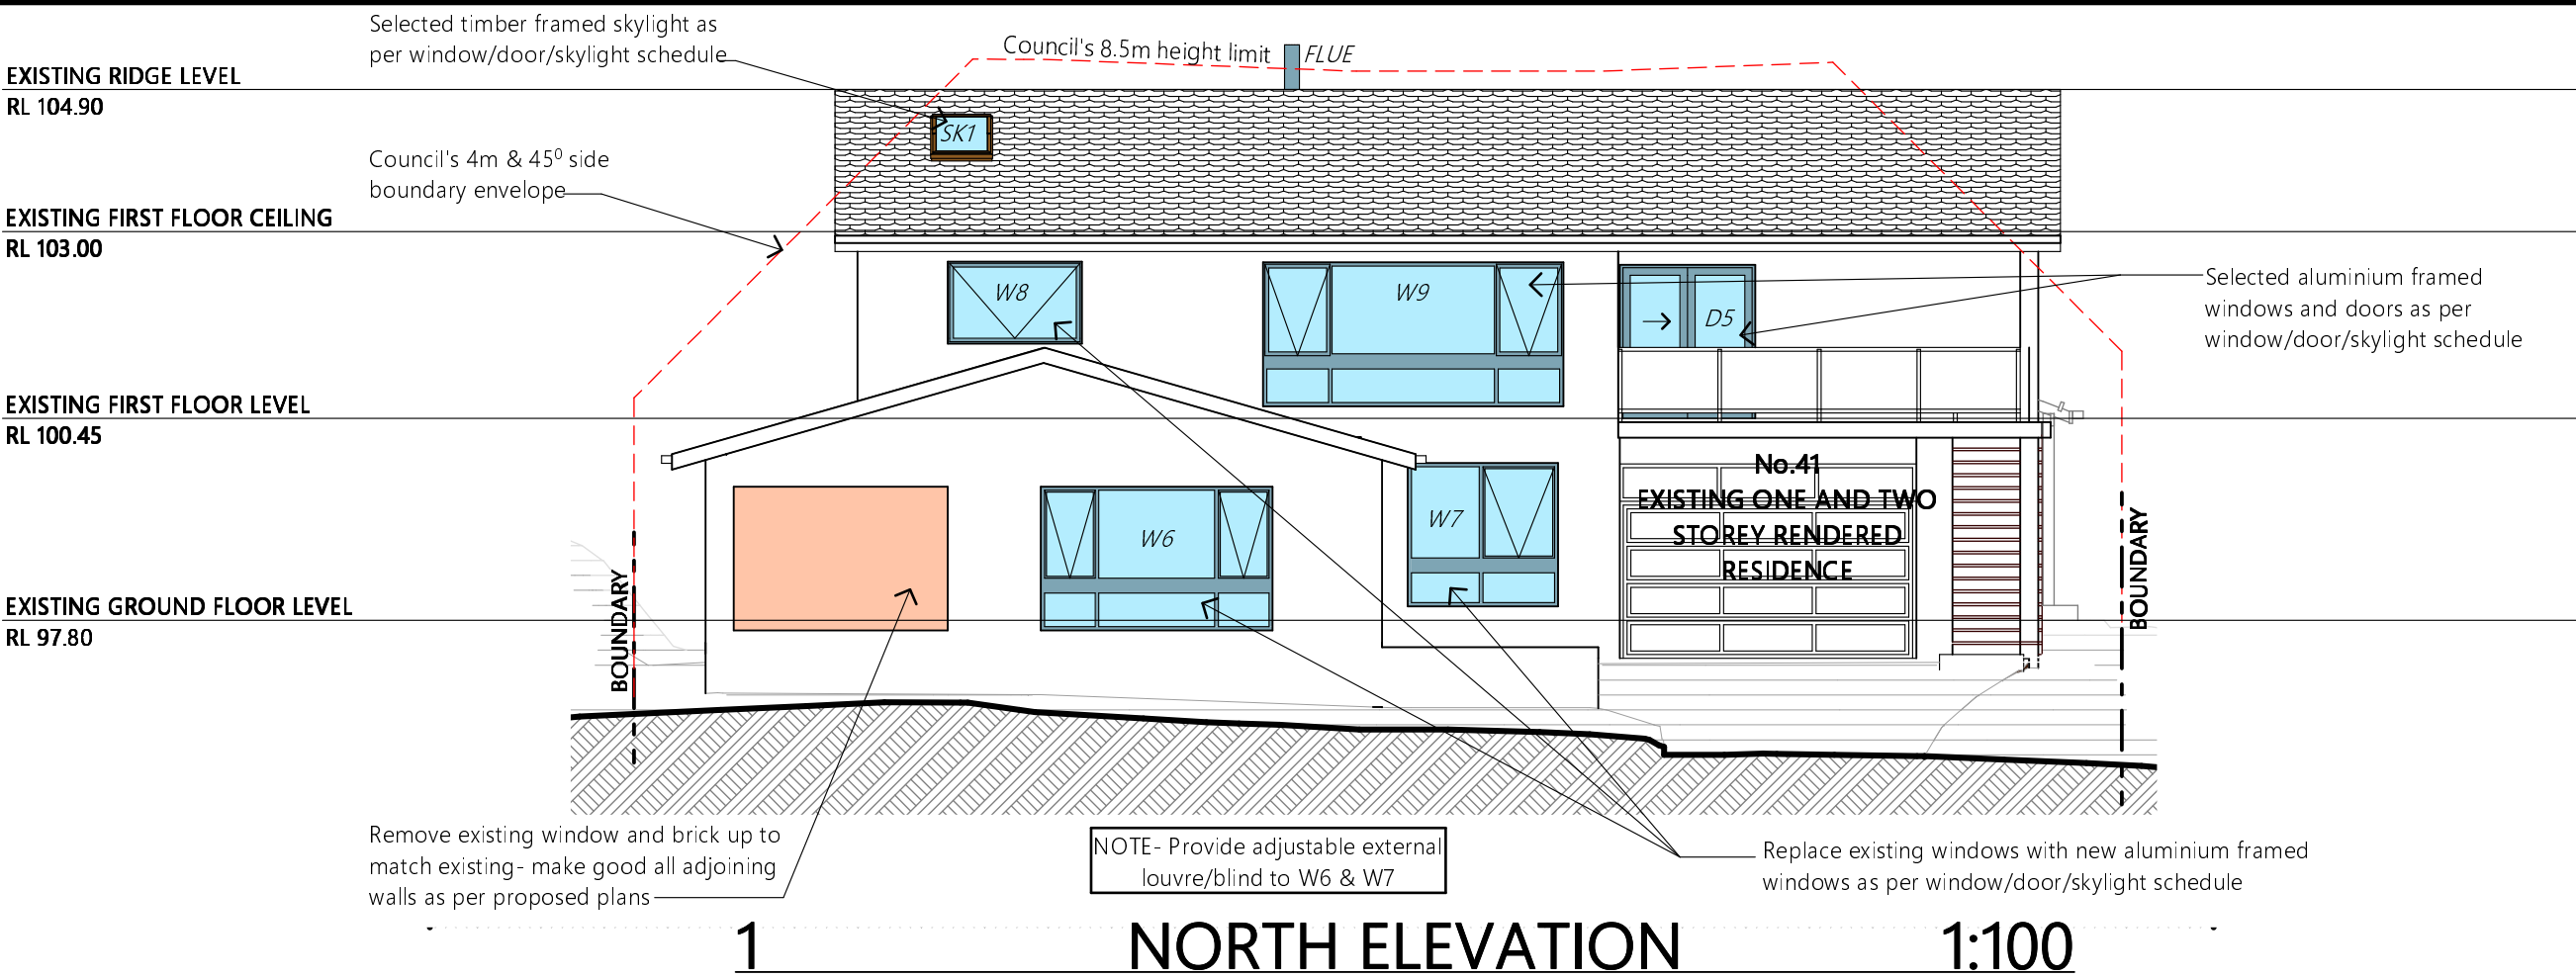 Selected timber framed skylight as
per window/door/skylight schedule
Council's 8.5m height limit
FLUE
EXISTING RIDGE LEVEL
RL 104.90
SK1
Council's 4m & 45⁰ side
boundary envelope
EXISTING FIRST FLOOR CEILING
RL 103.00
W8
W9
D5
Selected aluminium framed
windows and doors as per
window/door/skylight schedule
EXISTING FIRST FLOOR LEVEL
RL 100.45
No.41
EXISTING ONE AND TWO
STOREY RENDERED
RESIDENCE
W6
W7
BOUNDARY
BOUNDARY
EXISTING GROUND FLOOR LEVEL
RL 97.80
Remove existing window and brick up to
match existing- make good all adjoining
walls as per proposed plans
NOTE- Provide adjustable external
louvre/blind to W6 & W7
Replace existing windows with new aluminium framed
windows as per window/door/skylight schedule
1 NORTH ELEVATION 1:100